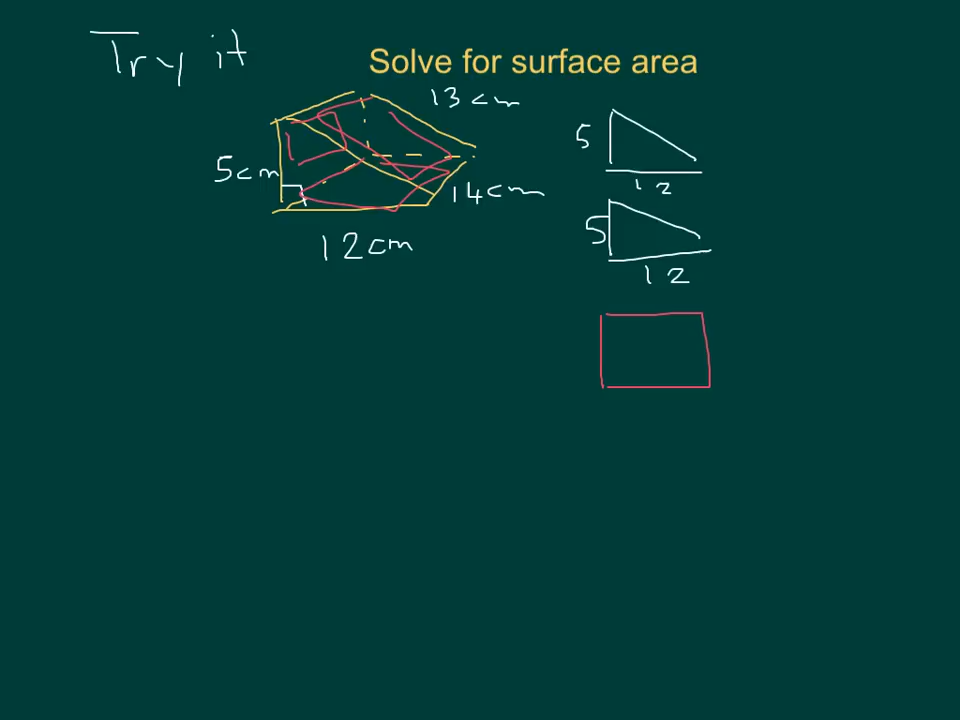 Try it
Solve for surface area
13cm
5cm
14cm
12cm
5
12
5
12